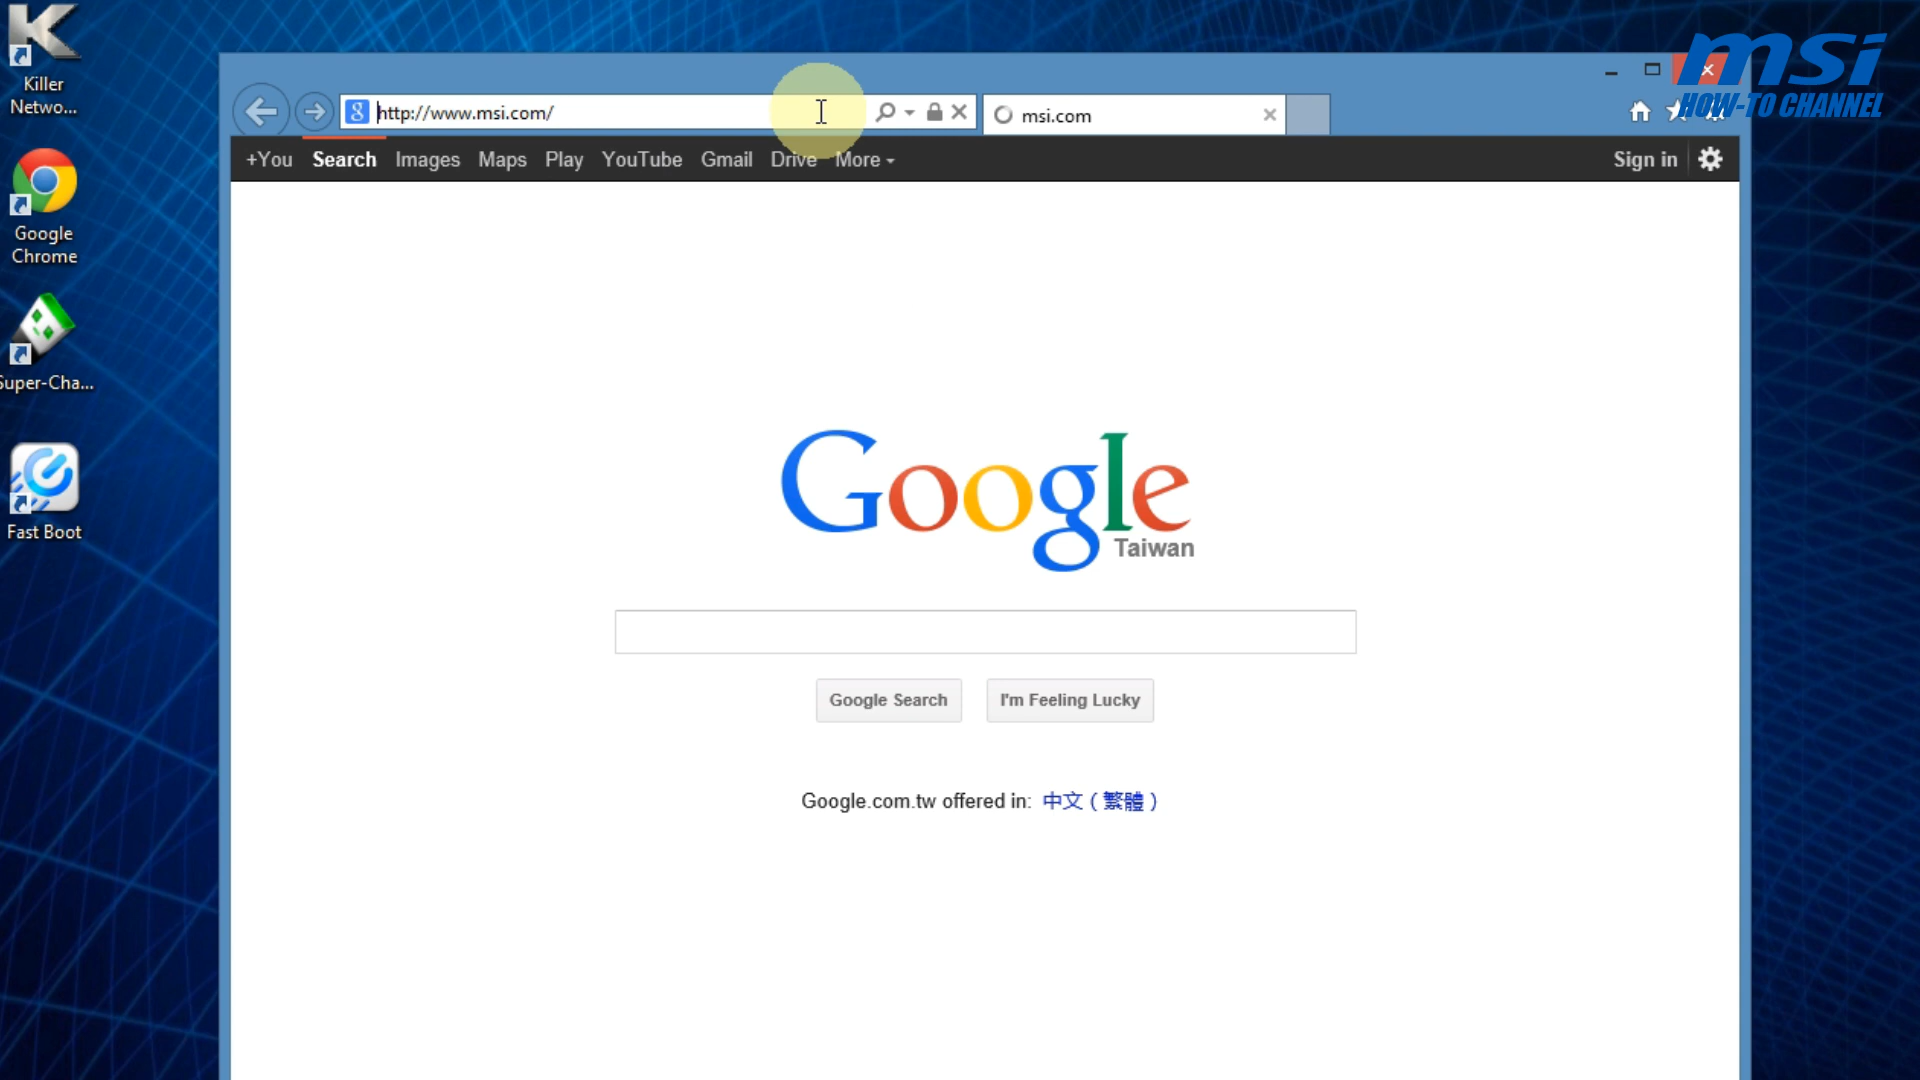 msi
HOW-TO CHANNEL
Killer
Netwo...
Google
Chrome
Super-Cha...
Fast Boot
http://www.msi.com/
msi.com
+You Search Images Maps Play YouTube Gmail Drive More
Sign in
Google
Taiwan
Google Search
I'm Feeling Lucky
Google.com.tw offered in: 中文 ( 繁體 )